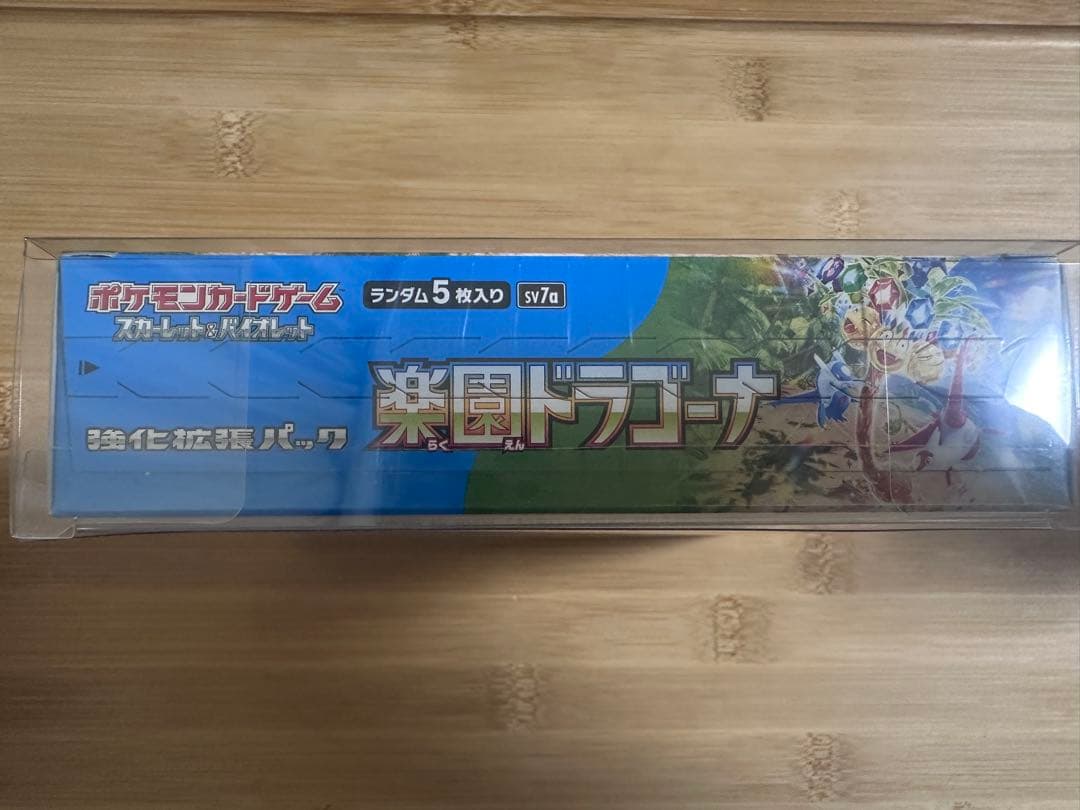 ポケモンカードゲーム
スカーレット&バイオレット
ランダム5枚入り
sv7a
強化拡張パック
楽園ドラゴーナ
らく えん